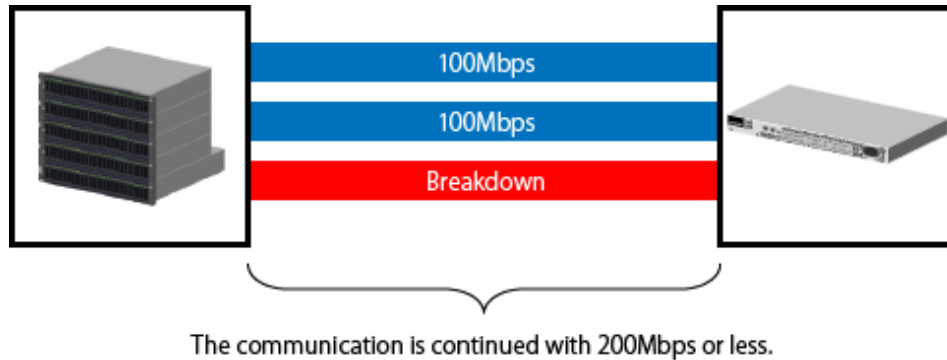 100Mbps
100Mbps
Breakdown
The communication is continued with 200Mbps or less.